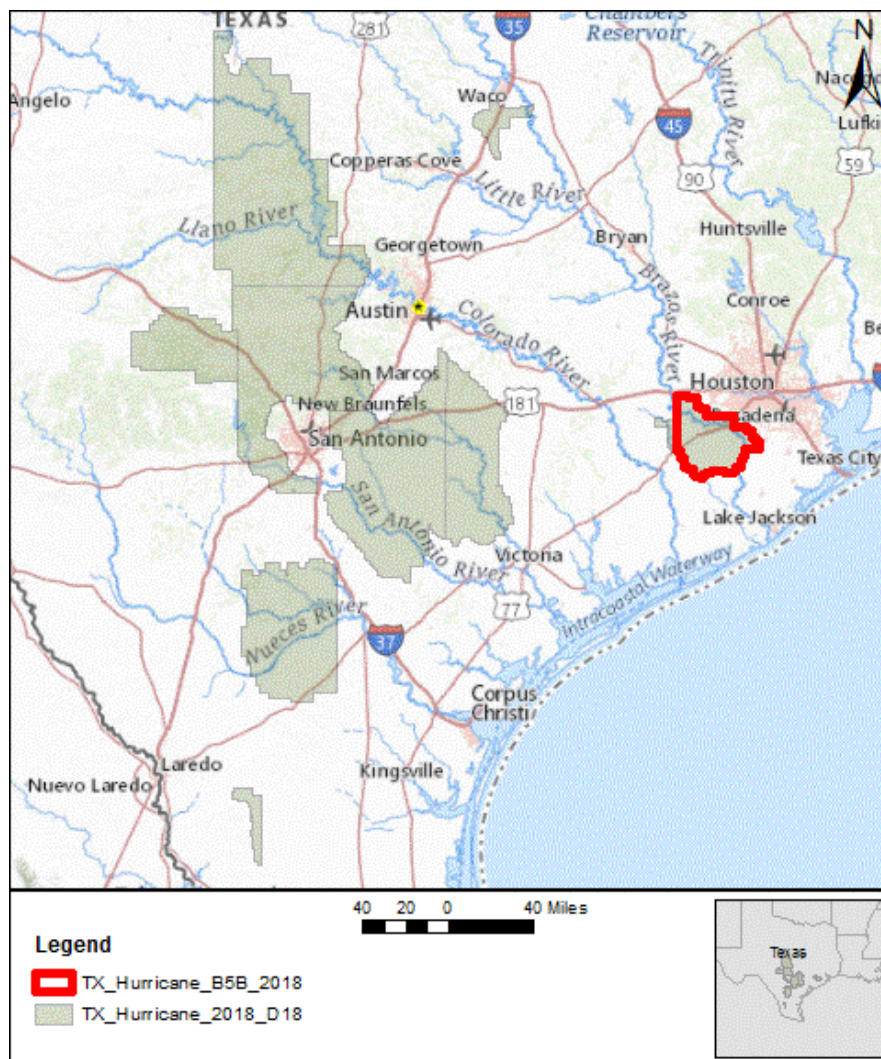 TEXAS
281
35
Chambers
Reservoir
N
Trinity River
Angelo
Waco
Nacog
45
Lufki
Copperas Cove
Little River
90
59
Llano River
Georgetown
Bryan
Huntsville
Brazos River
Conroe
Austin
Colorado River
Be
San Marcos
Houston
New Braunfels
181
Pasadena
San Antonio
Texas City
San Antonio River
Lake Jackson
Victoria
Intracoastal Waterway
77
Nueces River
37
Corpus
Christi
Laredo
Kingsville
Nuevo Laredo
40 20 0 40 Miles
Legend
TX_Hurricane_B5B_2018
TX_Hurricane_2018_D18
Texas